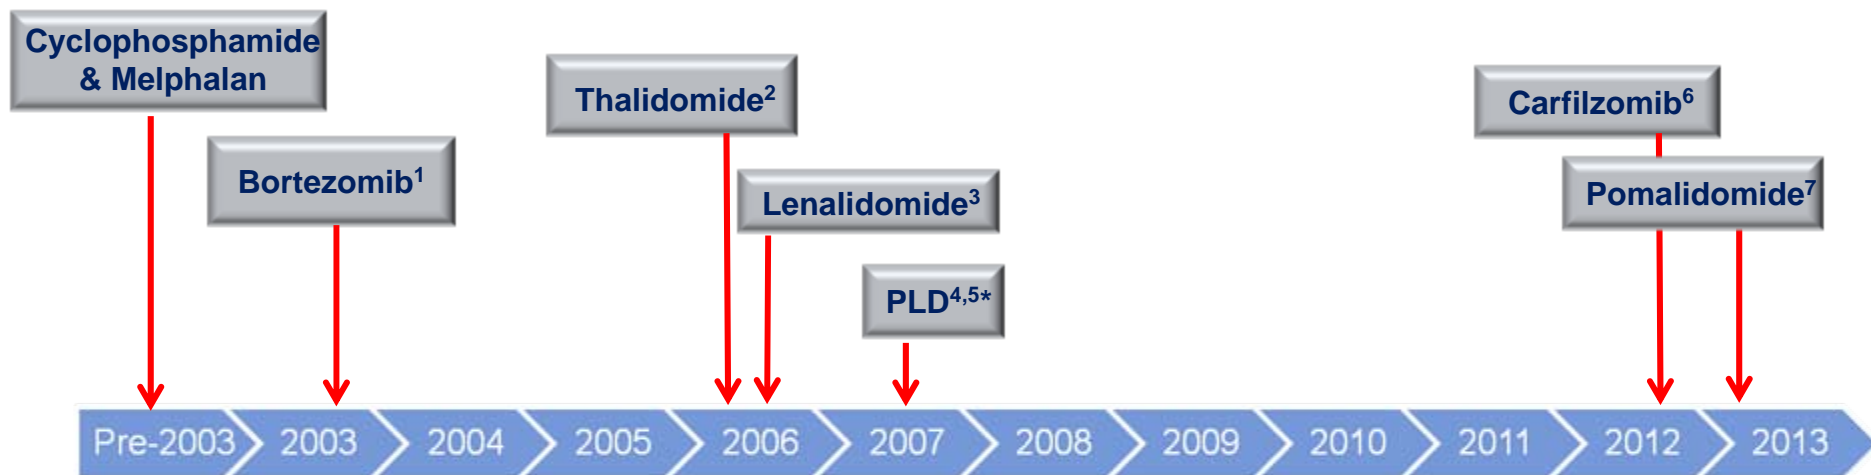 Cyclophosphamide
& Melphalan
Bortezomib¹
Thalidomide²
Lenalidomide³
PLD⁴,⁵*
Carfilzomib⁶
Pomalidomide⁷
Pre-2003 2003 2004 2005 2006 2007 2008 2009 2010 2011 2012 2013